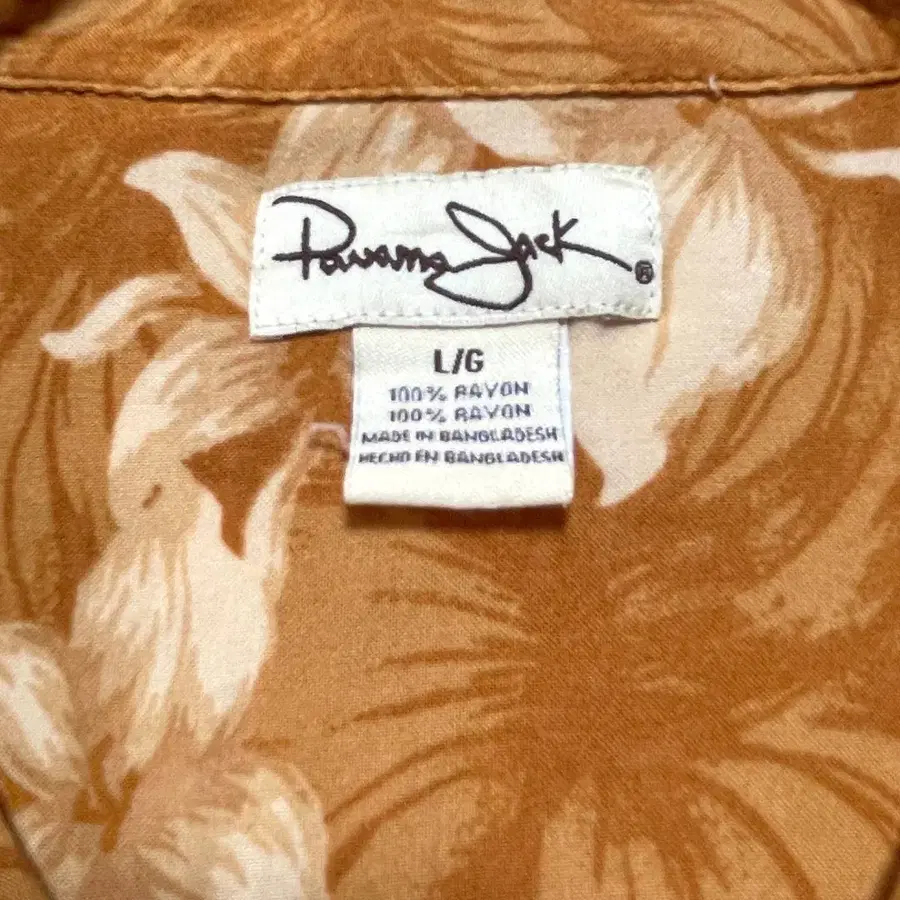 Panama Jack®
L/G
100% RAYON
100% RAYON
MADE IN BANGLADESH
HECHO EN BANGLADESH